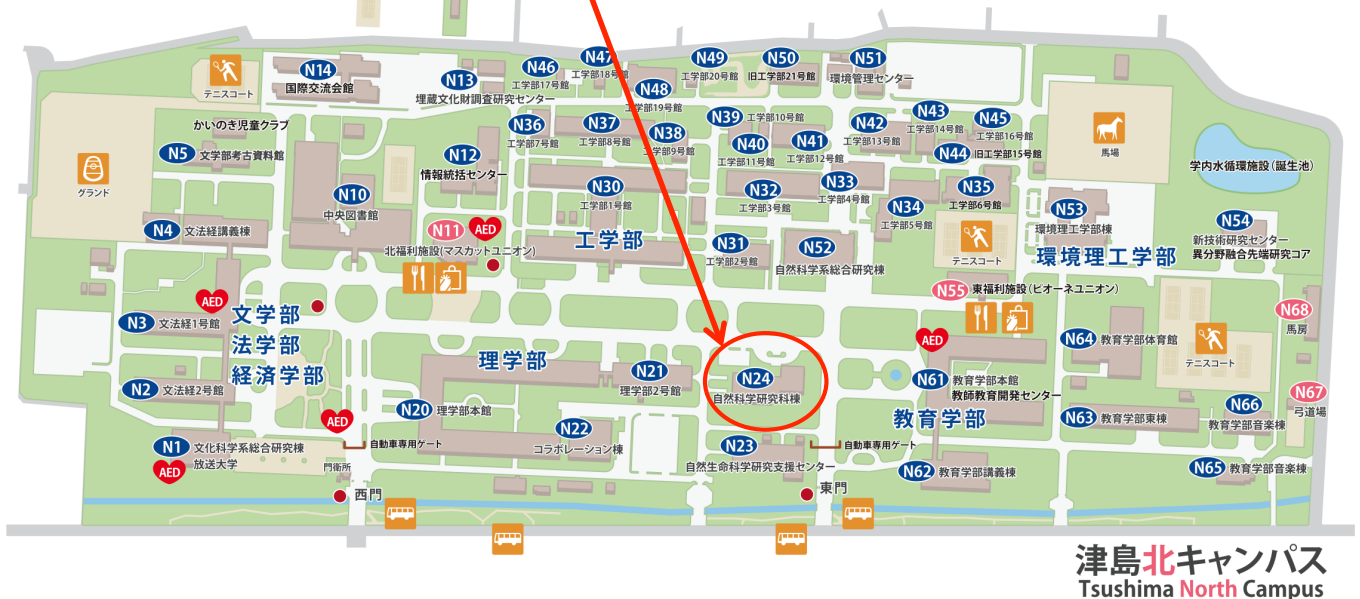 N47
工学部18号館
N46
工学部17号館
N49
工学部20号館
N50
旧工学部21号館
N51
環境管理センター
テニスコート
N14
国際交流会館
N13
埋蔵文化財調査研究センター
N48
工学部19号館
かいのき児童クラブ
N5 文学部考古資料館
グランド
N12
情報統括センター
N36
工学部7号館
N37
工学部8号館
N38
工学部9号館
N39 工学部10号館
N40
工学部11号館
N41
工学部12号館
N42
工学部13号館
N43
工学部14号館
N45
工学部16号館
N44 旧工学部15号館
馬場
学内水循環施設(誕生池)
N10
中央図書館
N30
工学部1号館
N32
工学部3号館
N33
工学部4号館
N34
工学部5号館
N35
工学部6号館
N53
環境理工学部棟
N54
新技術研究センター
異分野融合先端研究コア
N4 文法経講義棟
N11 AED
北福利施設(マスカットユニオン)
工学部
N31
工学部2号館
N52
自然科学系総合研究棟
テニスコート
環境理工学部
N55 東福利施設(ピオーネユニオン)
AED
N3 文法経1号館
文学部
法学部
経済学部
N2 文法経2号館
理学部
N21
理学部2号館
N24
自然科学研究科棟
AED
N61 教育学部本館
教師教育開発センター
N64 教育学部体育館
テニスコート
N68
馬房
N67
弓道場
N20 理学部本館
AED
N22
コラボレーション棟
教育学部
N63 教育学部東棟
N66
教育学部音楽棟
N1 文化科学系総合研究棟
放送大学
AED
自動車専用ゲート
門衛所
N23
自然生命科学研究支援センター
自動車専用ゲート
N62 教育学部講義棟
N65 教育学部音楽棟
西門
東門
津島北キャンパス
Tsushima North Campus